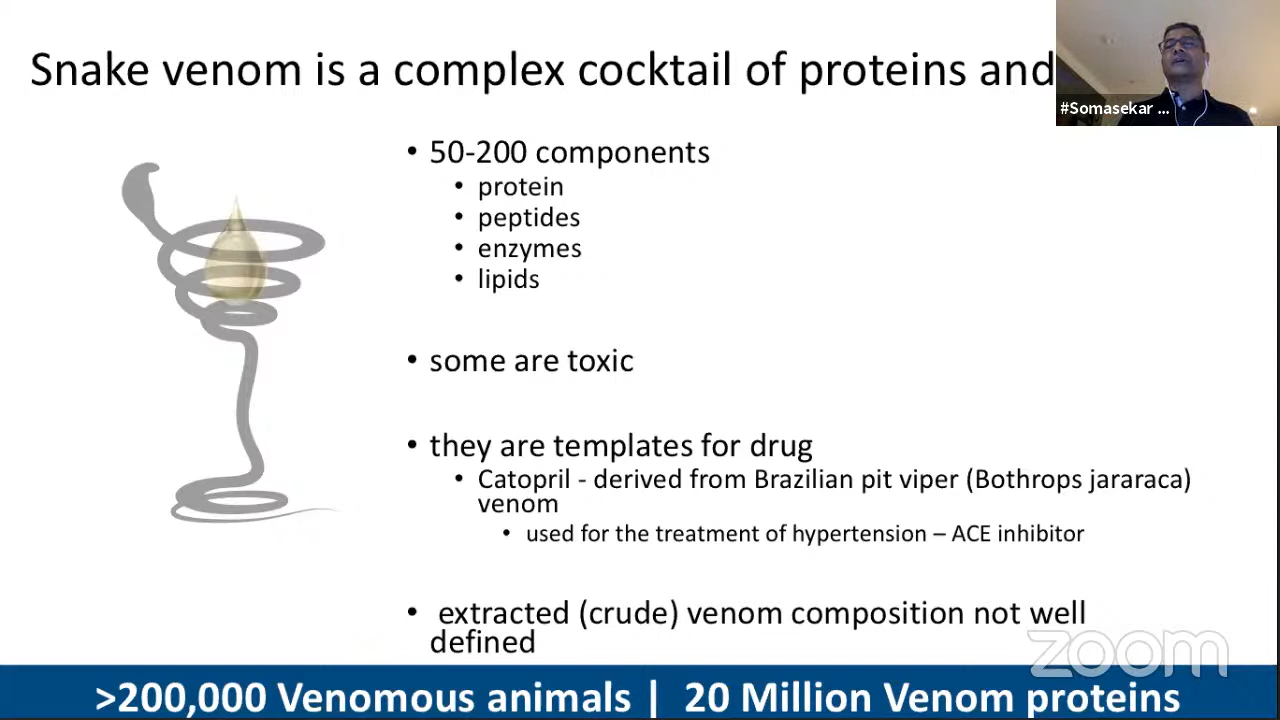 Snake venom is a complex cocktail of proteins and
#Somasekar ...
• 50-200 components
• protein
• peptides
• enzymes
• lipids
• some are toxic
• they are templates for drug
• Catopril - derived from Brazilian pit viper (Bothrops jararaca)
venom
• used for the treatment of hypertension – ACE inhibitor
• extracted (crude) venom composition not well
defined
zoom
>200,000 Venomous animals | 20 Million Venom proteins